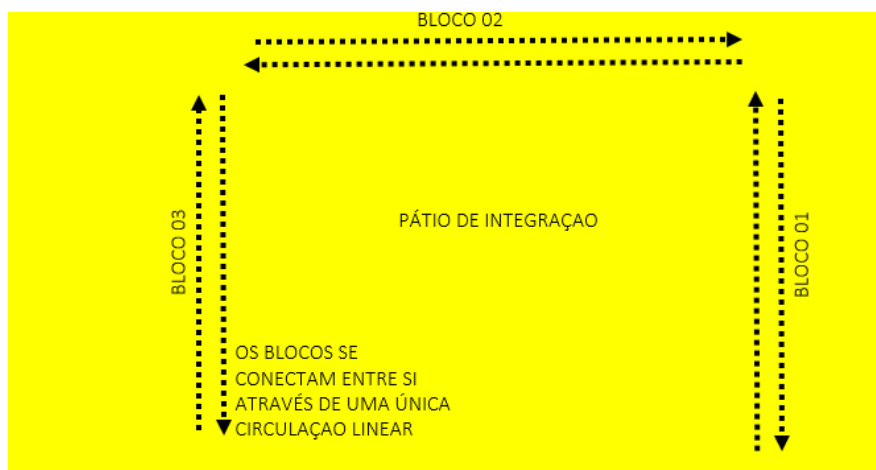 BLOCO 02
BLOCO 03
PÁTIO DE INTEGRAÇAO
BLOCO 01
OS BLOCOS SE
CONECTAM ENTRE SI
ATRAVÉS DE UMA ÚNICA
CIRCULAÇAO LINEAR